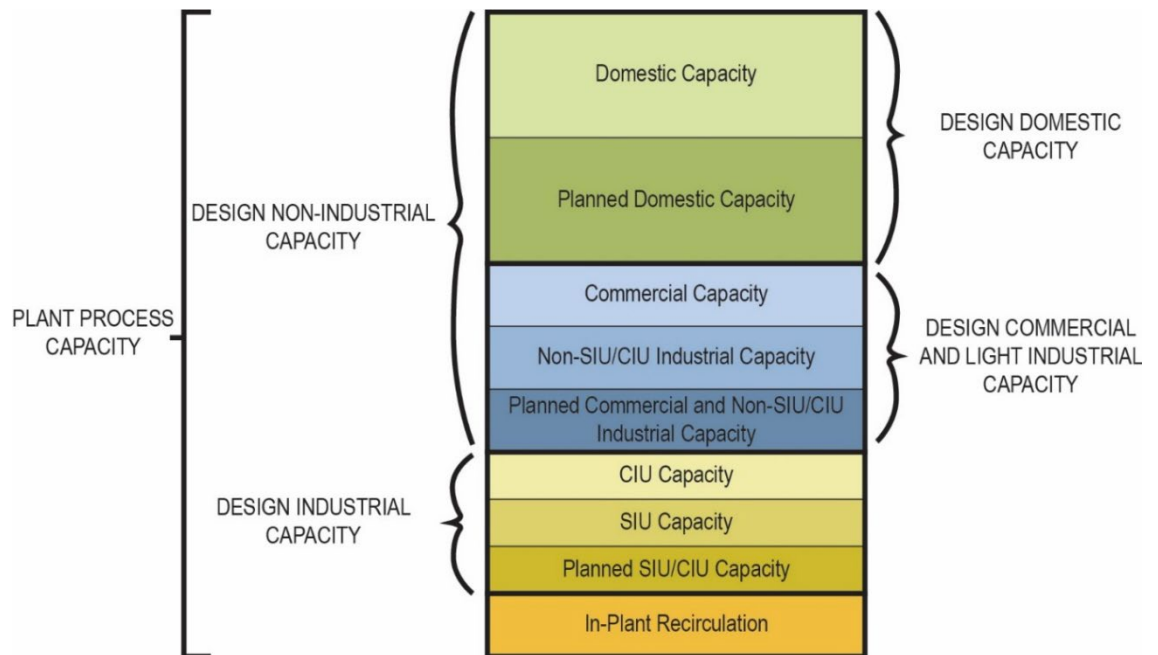 PLANT PROCESS
CAPACITY
DESIGN NON-INDUSTRIAL
CAPACITY
DESIGN INDUSTRIAL
CAPACITY
Domestic Capacity
Planned Domestic Capacity
Commercial Capacity
Non-SIU/CIU Industrial Capacity
Planned Commercial and Non-SIU/CIU
Industrial Capacity
CIU Capacity
SIU Capacity
Planned SIU/CIU Capacity
In-Plant Recirculation
DESIGN DOMESTIC
CAPACITY
DESIGN COMMERCIAL
AND LIGHT INDUSTRIAL
CAPACITY